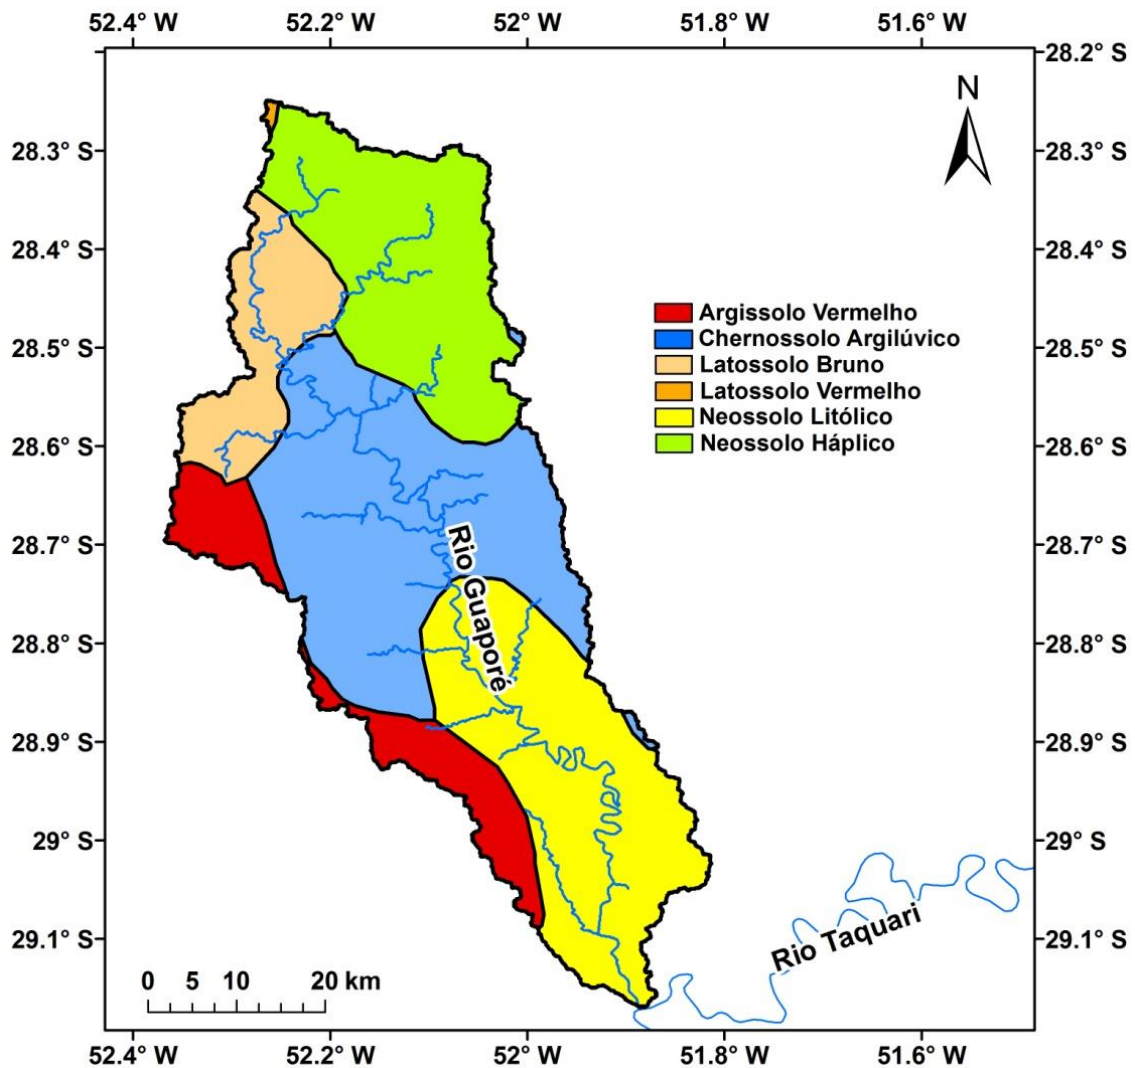 52.4° W 52.2° W 52° W 51.8° W 51.6° W
28.2° S
N
28.3° S 28.3° S
28.4° S 28.4° S
Argissolo Vermelho
Chernossolo Argilúvico
28.5° S 28.5° S
Latossolo Bruno
Latossolo Vermelho
Neossolo Litólico
Neossolo Háplico
28.6° S 28.6° S
28.7° S 28.7° S
Rio Guaporé
28.8° S 28.8° S
28.9° S 28.9° S
29° S 29° S
Rio Taquari
29.1° S 29.1° S
0 5 10 20 km
52.4° W 52.2° W 52° W 51.8° W 51.6° W